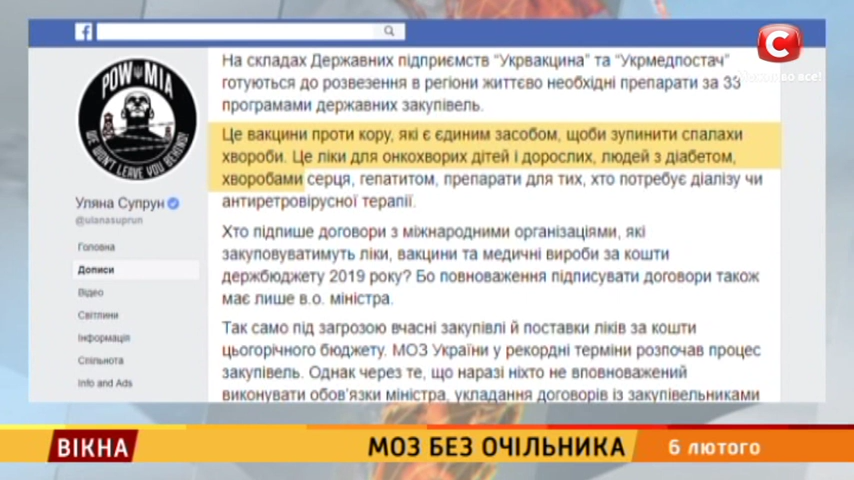 На складах Державних підприємств “Укрвакцина” та “Укрмедпостач”
готуються до розвезення в регіони життєво необхідні препарати за 33
програмами державних закупівель.
Це вакцини проти кору, які є єдиним засобом, щоби зупинити спалахи
хвороби. Це ліки для онкохворих дітей і дорослих, людей з діабетом,
хворобами серця, гепатитом, препарати для тих, хто потребує діалізу чи
антиретровірусної терапії.
Хто підпише договори з міжнародними організаціями, які
закуповуватимуть ліки, вакцини та медичні вироби за кошти
держбюджету 2019 року? Бо повноваження підписувати договори також
має лише в.о. міністра.
Так само під загрозою вчасні закупівлі й поставки ліків за кошти
цьогорічного бюджету. МОЗ України у рекордні терміни розпочав процес
закупівель. Однак через те, що наразі ніхто не вповноважений
виконувати обов’язки міністра, укладання договорів із закупівельниками
POW MIA
WE WON'T LEAVE YOU BEHIND!
Уляна Супрун
@ulanasuprun
Головна
Дописи
Відео
Світлини
Інформація
Спільнота
Info and Ads
С
ВІКНА
МОЗ БЕЗ ОЧІЛЬНИКА
6 лютого